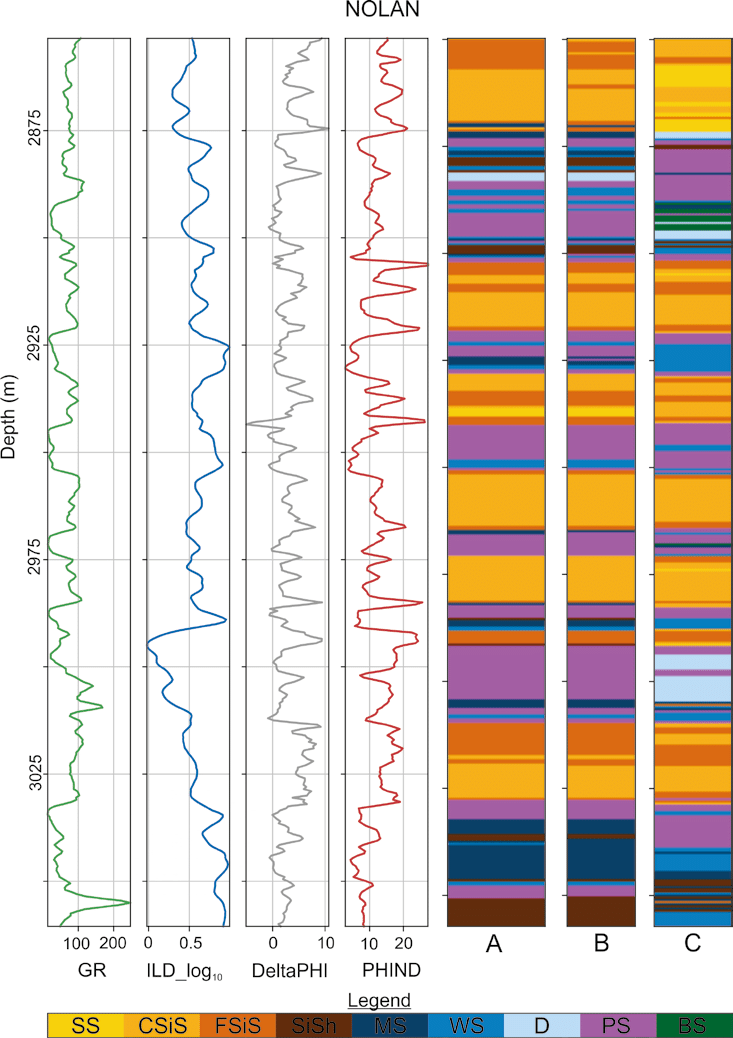 NOLAN
Depth (m)
2875
2925
2975
3025
100 200
0 0.5
0 10
10 20
GR
ILD_log10
DeltaPHI
PHIND
A
B
C
Legend
SS CSiS FSiS SiSh MS WS D PS BS